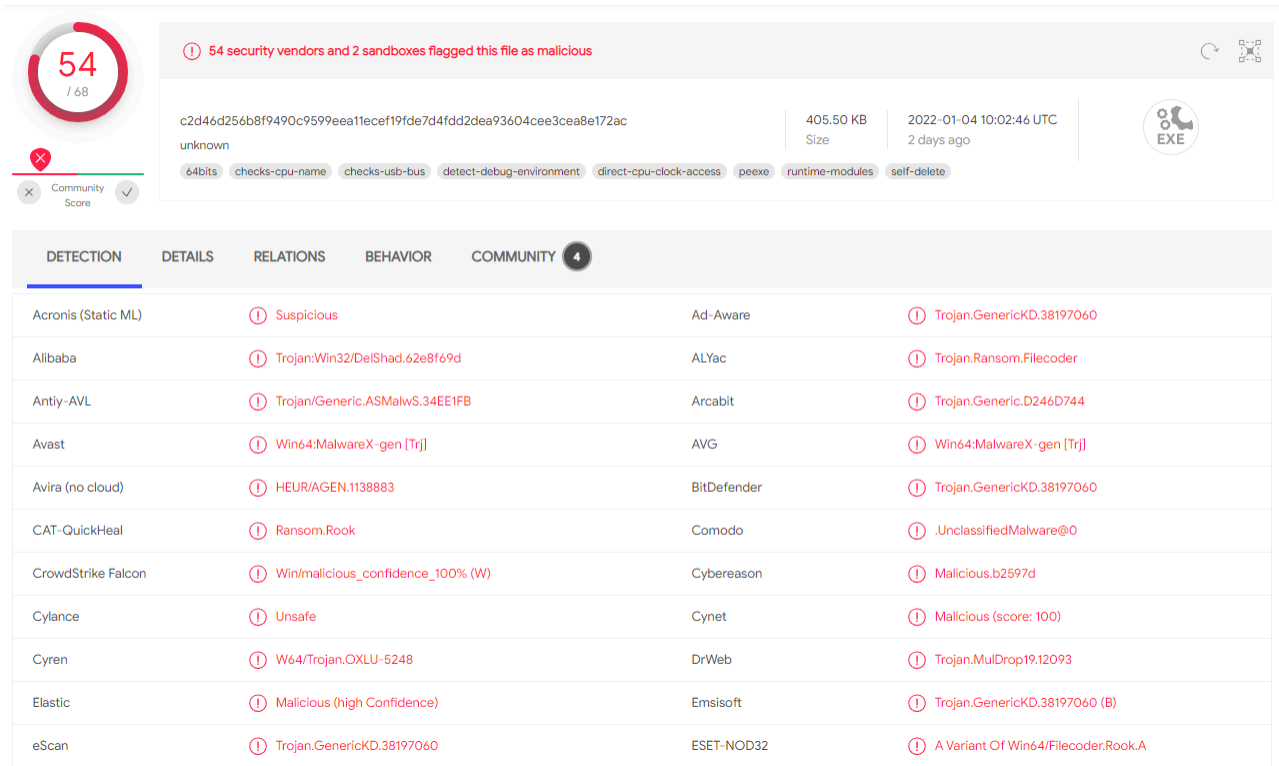 54
/ 68
Community
Score
54 security vendors and 2 sandboxes flagged this file as malicious
c2d46d256b8f9490c9599eea11ecef19fde7d4fdd2dea93604cee3cea8e172ac
unknown
405.50 KB
Size
2022-01-04 10:02:46 UTC
2 days ago
EXE
64bits checks-cpu-name checks-usb-bus detect-debug-environment direct-cpu-clock-access peexe runtime-modules self-delete
DETECTION DETAILS RELATIONS BEHAVIOR COMMUNITY 4
Acronis (Static ML) Suspicious Ad-Aware Trojan.GenericKD.38197060
Alibaba Trojan:Win32/DelShad.62e8f69d ALYac Trojan.Ransom.Filecoder
Antiy-AVL Trojan/Generic.ASMalwS.34EE1FB Arcabit Trojan.Generic.D246D744
Avast Win64:MalwareX-gen [Trj] AVG Win64:MalwareX-gen [Trj]
Avira (no cloud) HEUR/AGEN.1138883 BitDefender Trojan.GenericKD.38197060
CAT-QuickHeal Ransom.Rook Comodo .UnclassifiedMalware@0
CrowdStrike Falcon Win/malicious_confidence_100% (W) Cybereason Malicious.b2597d
Cylance Unsafe Cynet Malicious (score: 100)
Cyren W64/Trojan.OXLU-5248 DrWeb Trojan.MulDrop19.12093
Elastic Malicious (high Confidence) Emsisoft Trojan.GenericKD.38197060 (B)
eScan Trojan.GenericKD.38197060 ESET-NOD32 A Variant Of Win64/Filecoder.Rook.A